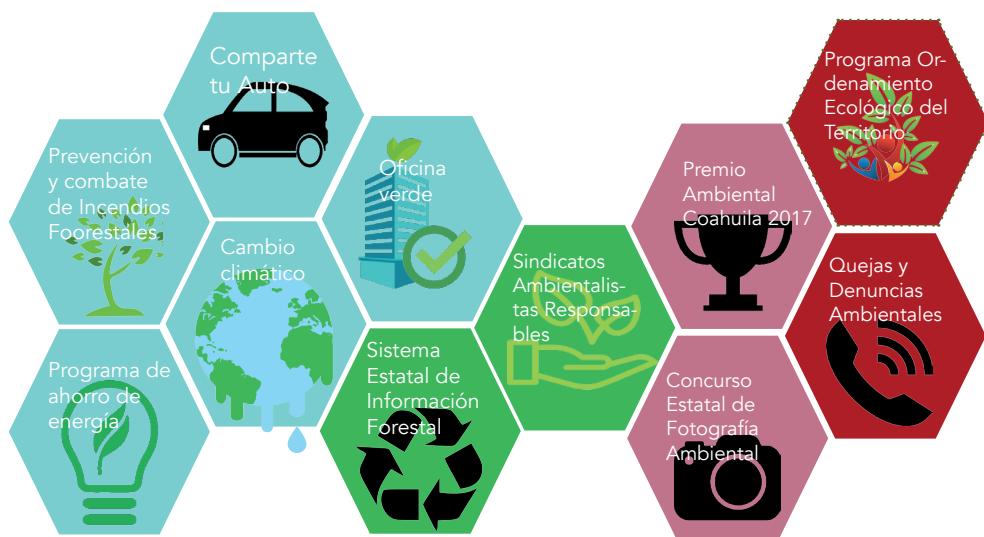 Comparte
tu Auto
Prevención
y combate
de Incendios
Foorestales.
Oficina
verde
Cambio
climático
Programa de
ahorro de
energía
Sistema
Estatal de
Información
Forestal
Sindicatos
Ambientalis-
tas Responsa-
bles
Premio
Ambiental
Coahuila 2017
Concurso
Estatal de
Fotografía
Ambiental
Programa Or-
denamiento
Ecológico del
Territorio
Quejas y
Denuncias
Ambientales